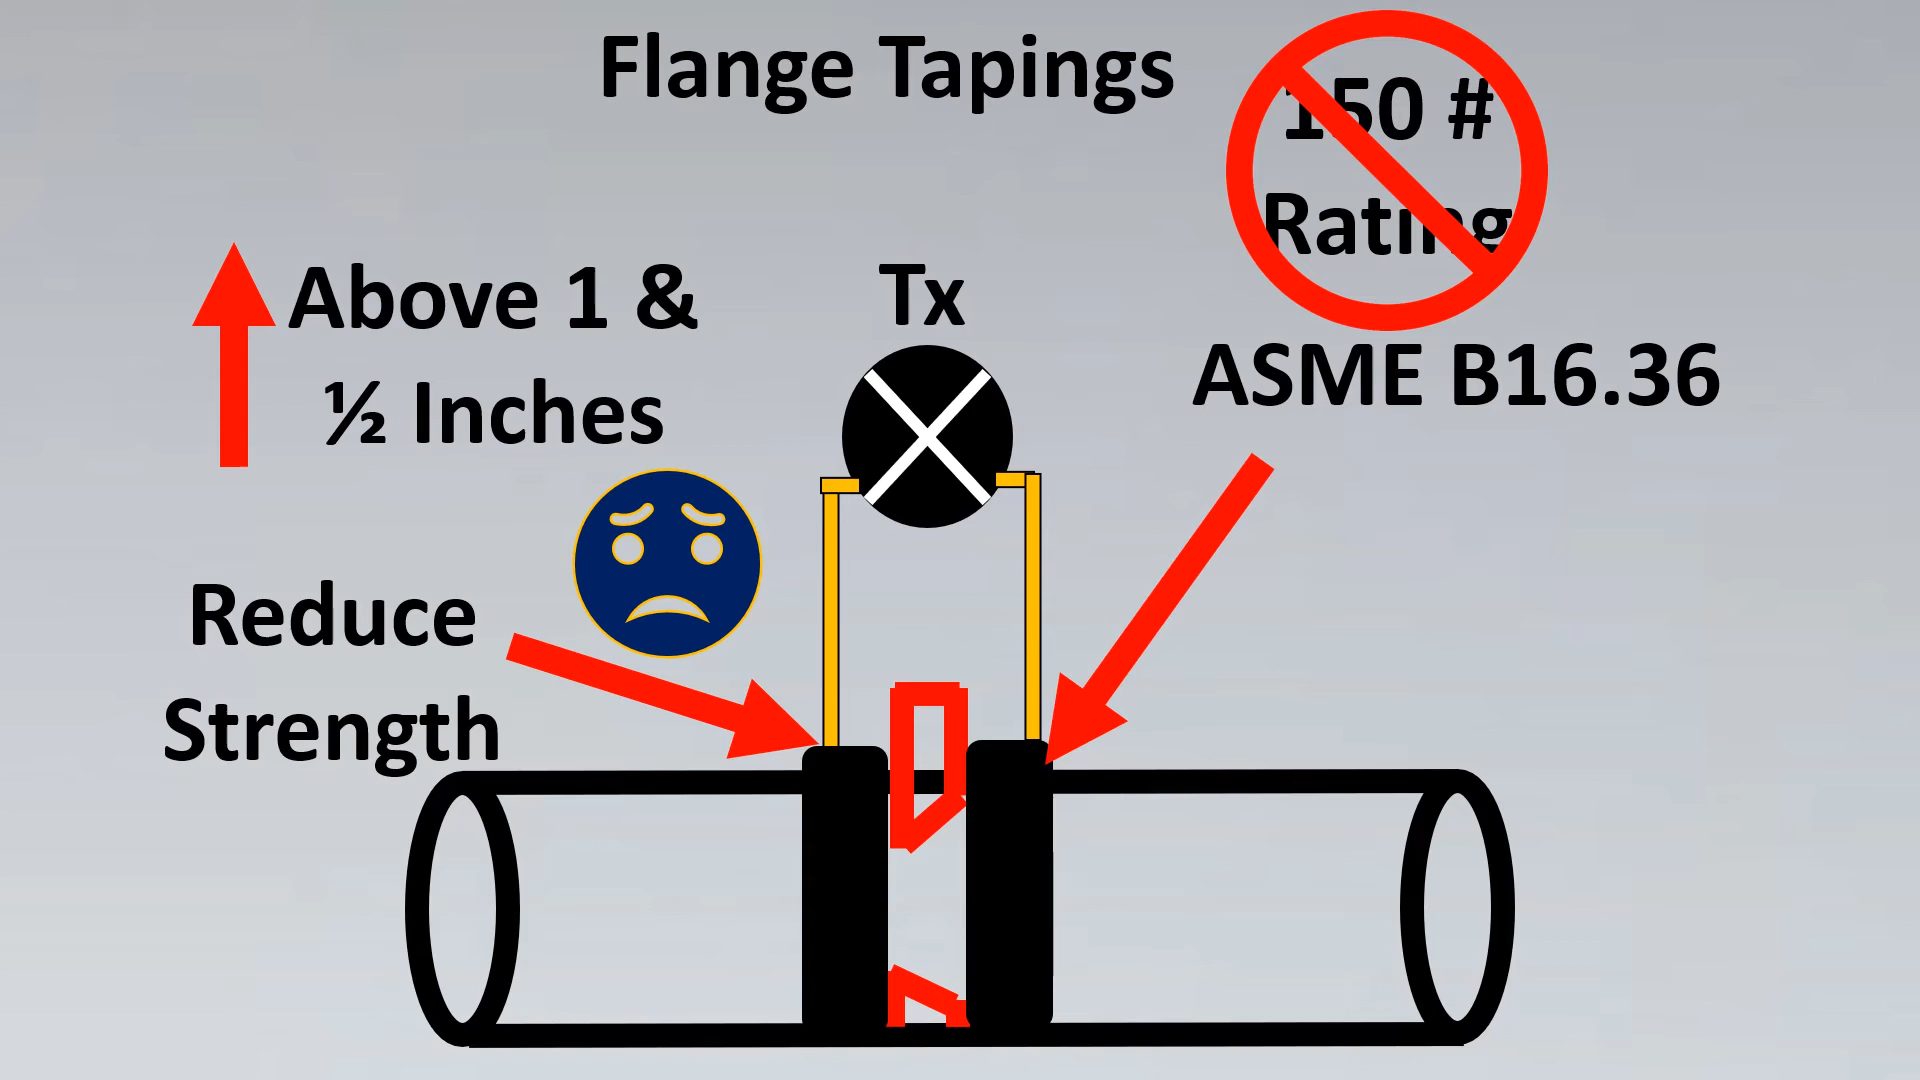 Flange Tapings
150 #
Rating
Above 1 &
½ Inches
Tx
ASME B16.36
Reduce
Strength